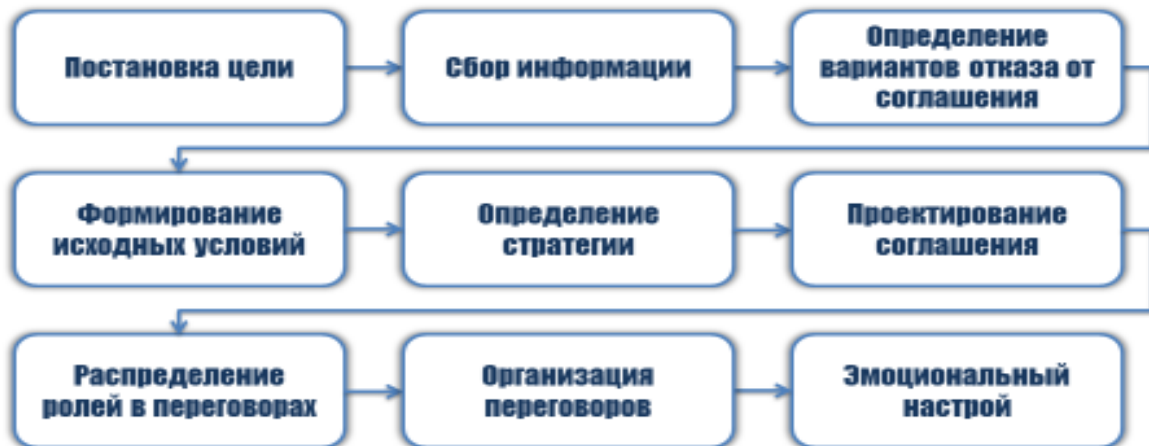 Постановка цели
Сбор информации
Определение
вариантов отказа от
соглашения
Формирование
исходных условий
Определение
стратегии
Проектирование
соглашения
Распределение
ролей в переговорах
Организация
переговоров
Эмоциональный
настрой